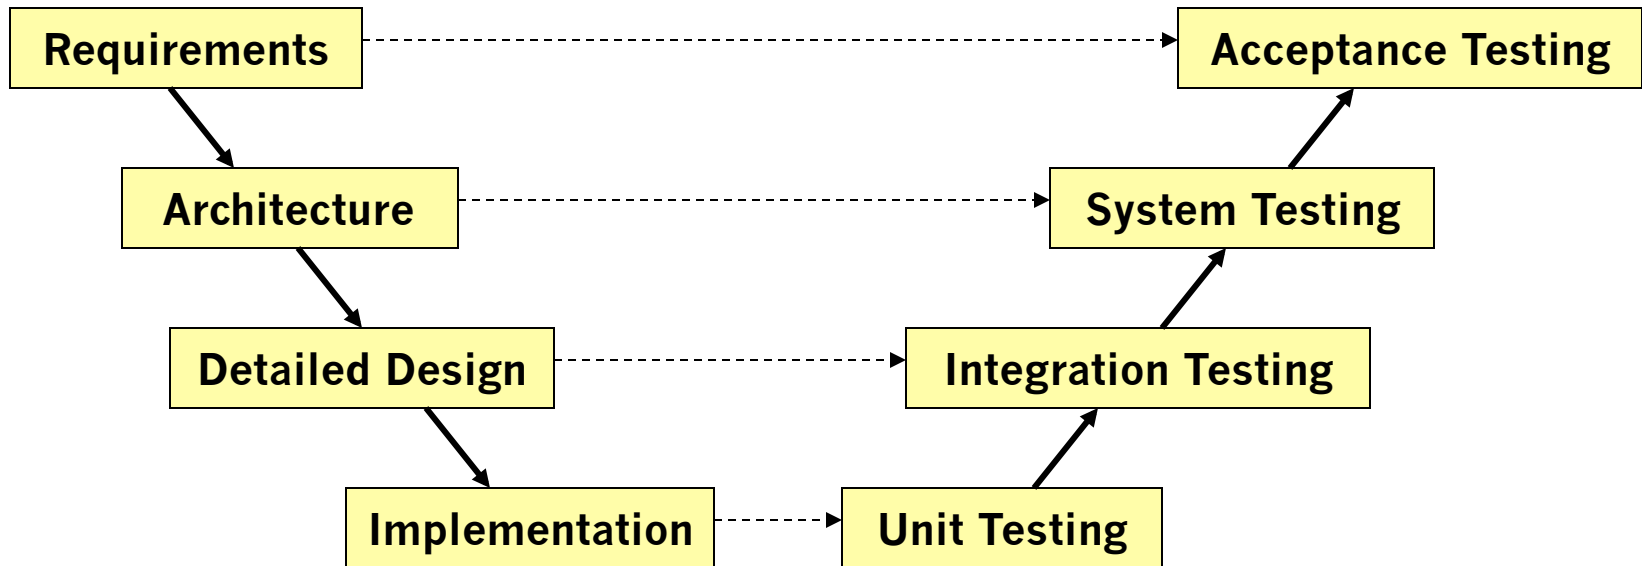 Requirements
Acceptance Testing
Architecture
System Testing
Detailed Design
Integration Testing
Implementation
Unit Testing